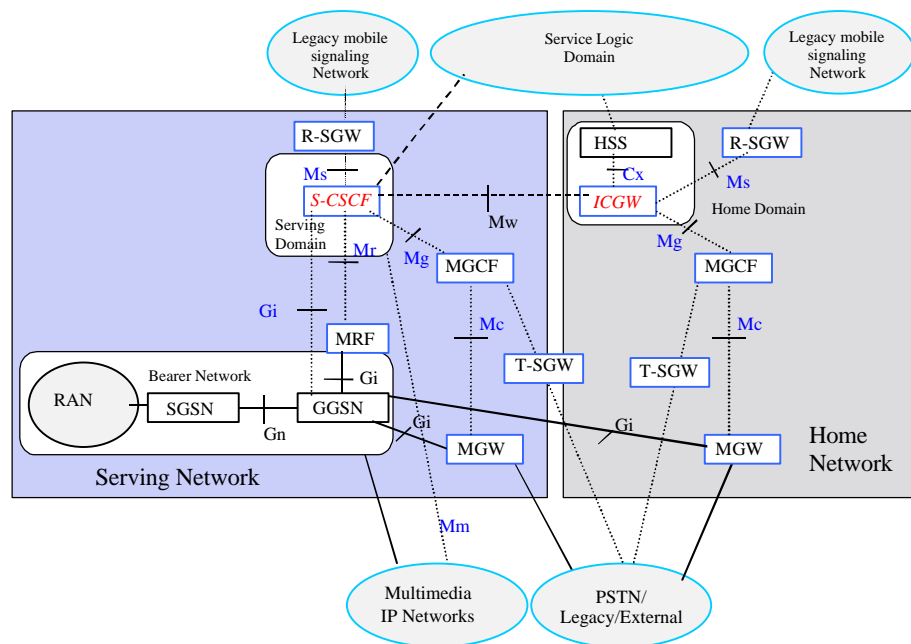 Legacy mobile
signaling
Network
Service Logic
Domain
Legacy mobile
signaling
Network
R-SGW
HSS
R-SGW
Ms
Cx
Ms
S-CSCF
ICGW
Mw
Home Domain
Serving
Domain
Mr
Mg
Mg
MGCF
MGCF
Gi
Mc
Mc
MRF
T-SGW
T-SGW
Bearer Network
Gi
RAN
SGSN
GGSN
Gn
Gi
Gi
MGW
MGW
Home
Network
Serving Network
Mm
Multimedia
IP Networks
PSTN/
Legacy/External